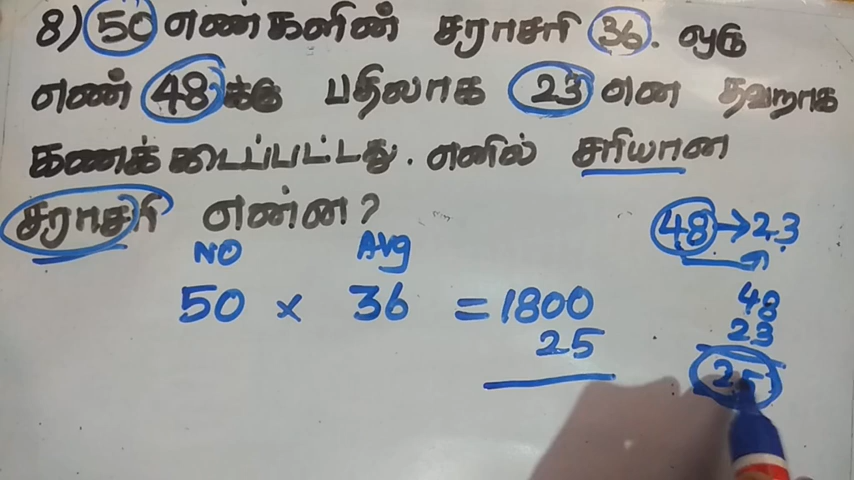 8) 50 எண்களின் சராசரி 36. ஒரு
எண் 48க்கு பதிலாக 23 என தவறாக
கணக்கிடைப்பட்டது. எனில் சரியான
சராசரி என்ன?
48→23
NO Avg
50 × 36 = 1800
25
48
23
25